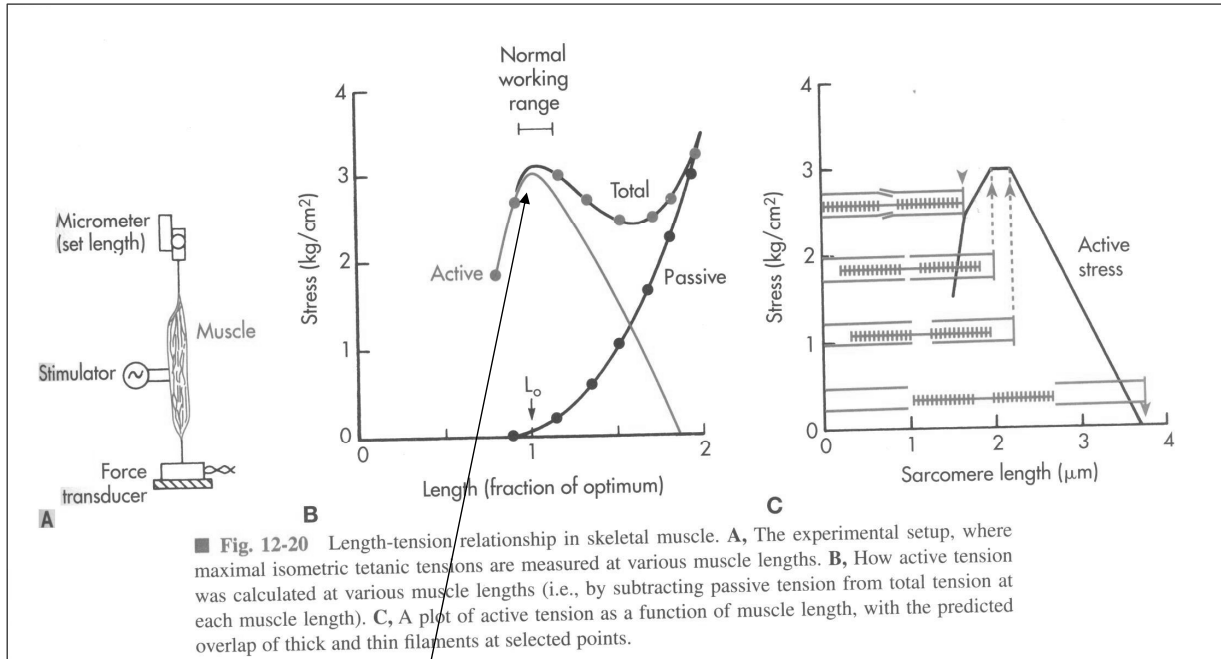 Micrometer
(set length)
Muscle
Stimulator
Force
transducer
A
Normal
working
range
4
3
2
1
0
Stress (kg/cm²)
Total
Active
Passive
L₀
0
1
2
Length (fraction of optimum)
B
4
3
2
1
0
Stress (kg/cm²)
Active
stress
0
1
2
3
4
Sarcomere length (μm)
C
■ Fig. 12-20 Length-tension relationship in skeletal muscle. A, The experimental setup, where
maximal isometric tetanic tensions are measured at various muscle lengths. B, How active tension
was calculated at various muscle lengths (i.e., by subtracting passive tension from total tension at
each muscle length). C, A plot of active tension as a function of muscle length, with the predicted
overlap of thick and thin filaments at selected points.